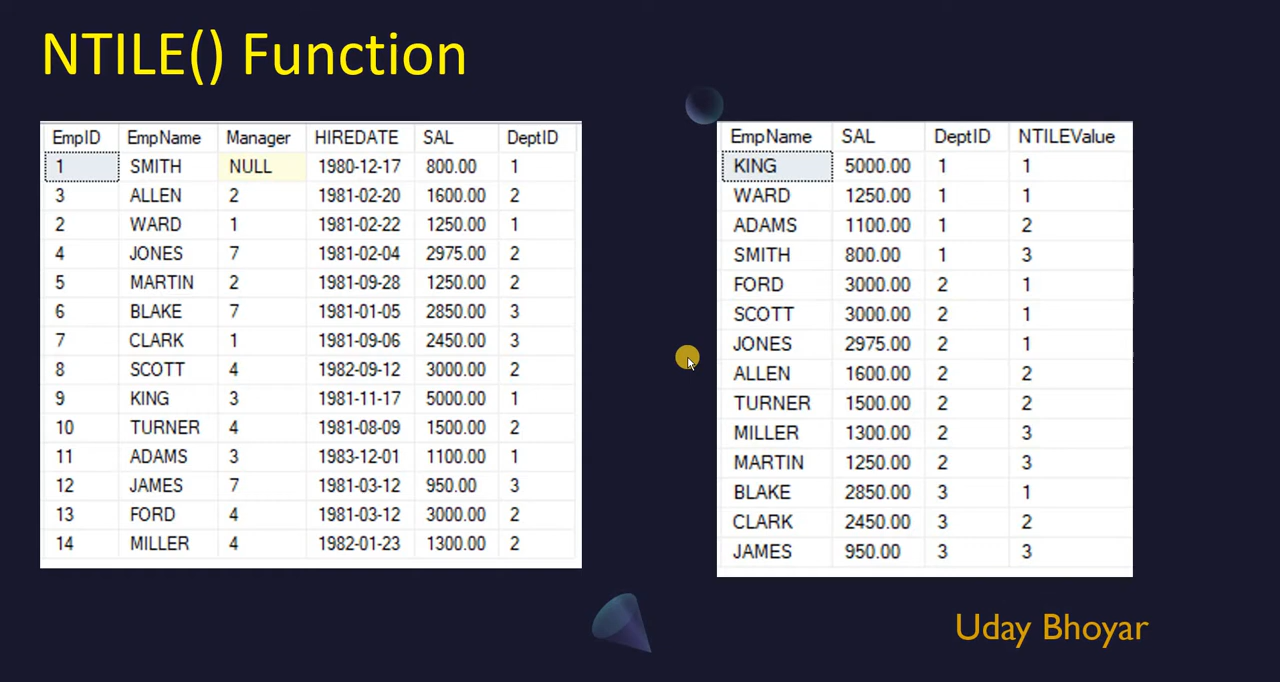 NTILE() Function
EmpID EmpName Manager HIREDATE SAL DeptID
1 SMITH NULL 1980-12-17 800.00 1
3 ALLEN 2 1981-02-20 1600.00 2
2 WARD 1 1981-02-22 1250.00 1
4 JONES 7 1981-02-04 2975.00 2
5 MARTIN 2 1981-09-28 1250.00 2
6 BLAKE 7 1981-01-05 2850.00 3
7 CLARK 1 1981-09-06 2450.00 3
8 SCOTT 4 1982-09-12 3000.00 2
9 KING 3 1981-11-17 5000.00 1
10 TURNER 4 1981-08-09 1500.00 2
11 ADAMS 3 1983-12-01 1100.00 1
12 JAMES 7 1981-03-12 950.00 3
13 FORD 4 1981-03-12 3000.00 2
14 MILLER 4 1982-01-23 1300.00 2
EmpName SAL DeptID NTILEValue
KING 5000.00 1 1
WARD 1250.00 1 1
ADAMS 1100.00 1 2
SMITH 800.00 1 3
FORD 3000.00 2 1
SCOTT 3000.00 2 1
JONES 2975.00 2 1
ALLEN 1600.00 2 2
TURNER 1500.00 2 2
MILLER 1300.00 2 3
MARTIN 1250.00 2 3
BLAKE 2850.00 3 1
CLARK 2450.00 3 2
JAMES 950.00 3 3
Uday Bhoyar